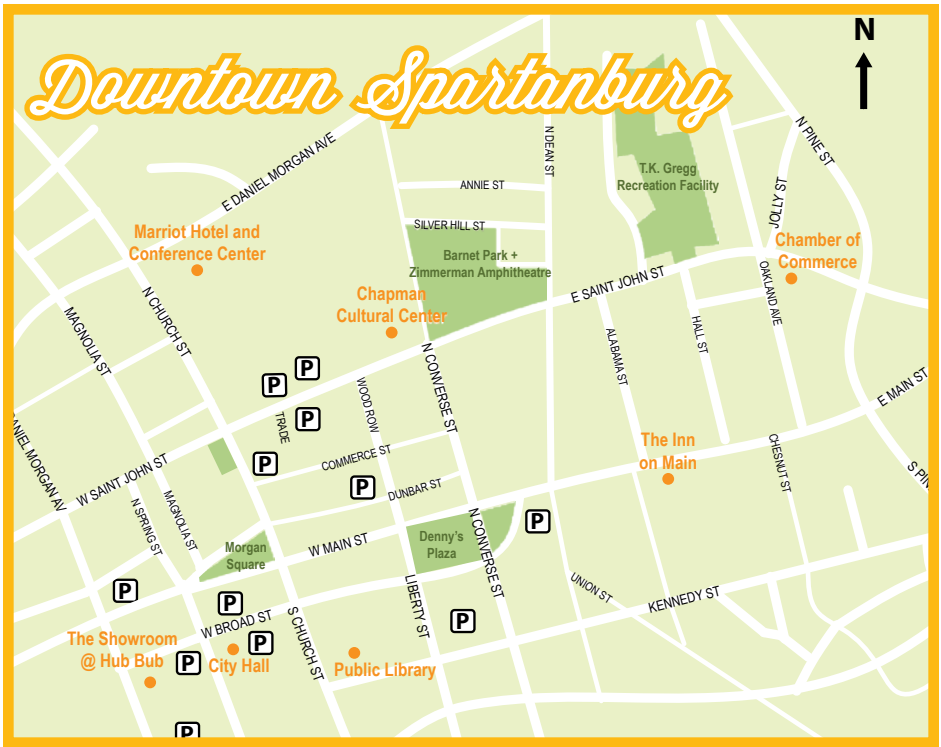 Downtown Spartanburg
N
N DEAN ST
N PINE ST
E DANIEL MORGAN AVE
T.K. Gregg
Recreation Facility
ANNIE ST
JOLLY ST
SILVER HILL ST
Marriot Hotel and
Conference Center
Chamber of
Commerce
Barnet Park +
Zimmerman Amphitheatre
E SAINT JOHN ST
OAKLAND AVE
Chapman
Cultural Center
N CHURCH ST
MAGNOLIA ST
HALL ST
ALABAMA ST
N CONVERSE ST
P
P
E MAIN ST
WOOD ROW
P
TRADE
The Inn
on Main
COMMERCE ST
P
DANIEL MORGAN AV
W SAINT JOHN ST
CHESNUT ST
S PIN
P
DUNBAR ST
MAGNOLIA ST
N SPRING ST
P
W MAIN ST
N CONVERSE ST
Denny's
Plaza
Morgan
Square
P
UNION ST
KENNEDY ST
P
LIBERTY ST
W BROAD ST
P
S CHURCH ST
The Showroom
@ Hub Bub
P
P
City Hall
Public Library
P